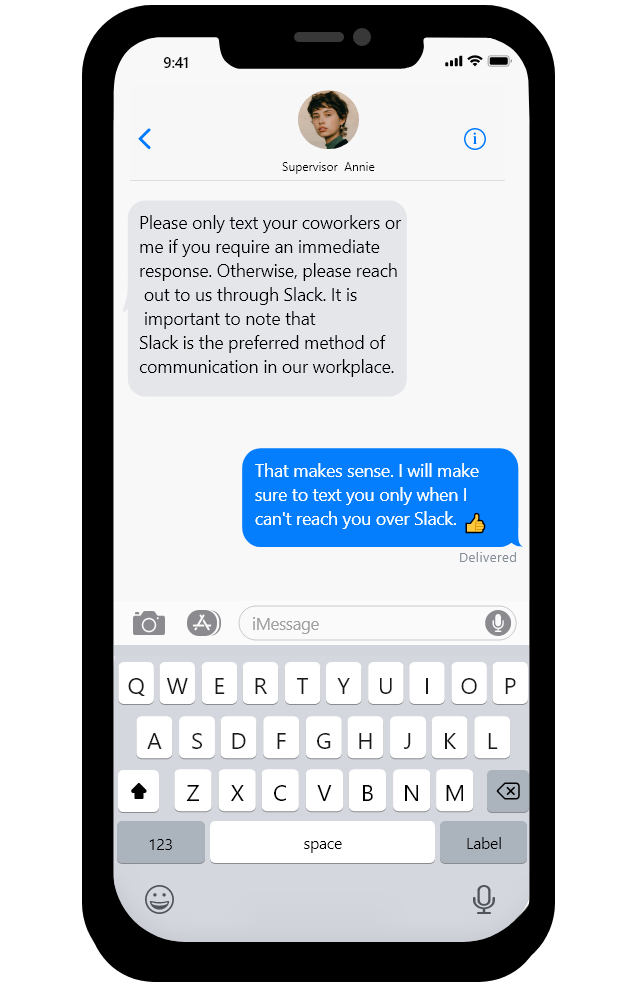 9:41
Supervisor Annie
Please only text your coworkers or
me if you require an immediate
response. Otherwise, please reach
out to us through Slack. It is
important to note that
Slack is the preferred method of
communication in our workplace.
That makes sense. I will make
sure to text you only when I
can't reach you over Slack. 👍
Delivered
iMessage
Q W E R T Y U I O P
A S D F G H J K L
Z X C V B N M
123 space Label